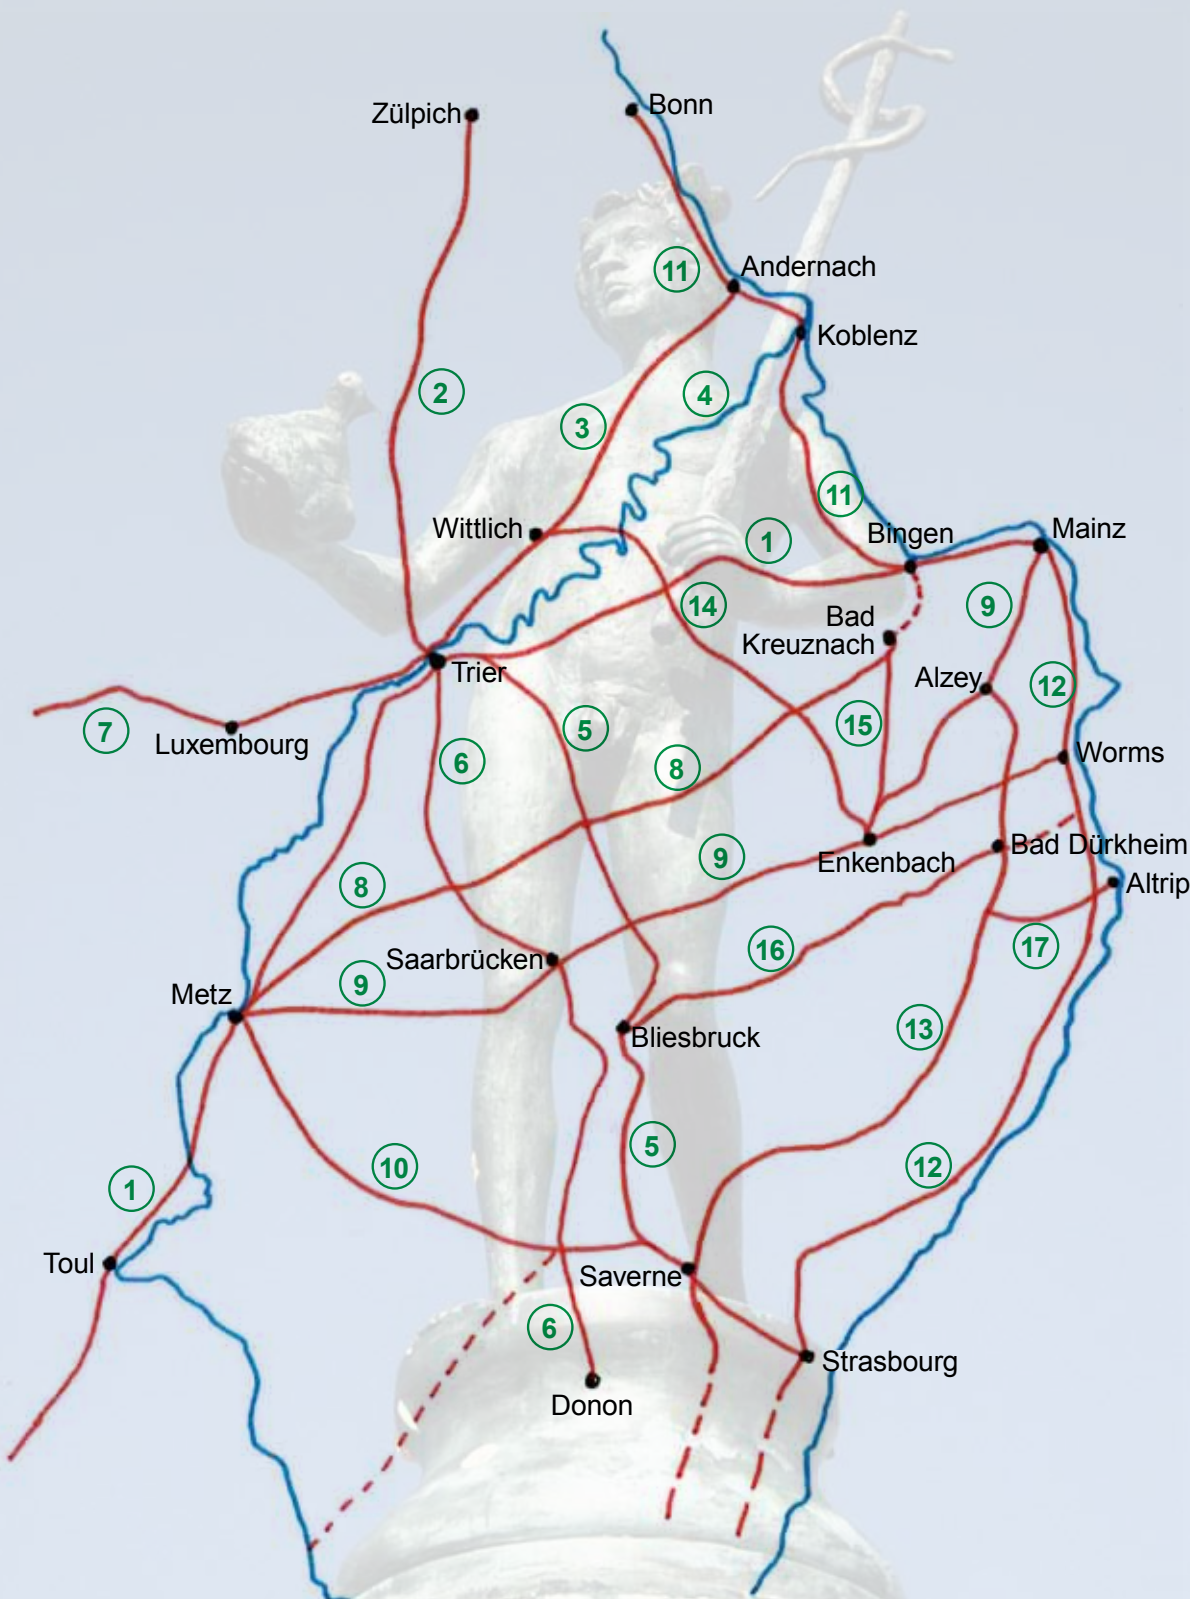 Zülpich
Bonn
11
Andernach
Koblenz
2
4
3
11
Wittlich
1
Bingen
Mainz
14
9
Bad
Kreuznach
Trier
Alzey
12
7
Luxembourg
5
15
6
8
Worms
9
Enkenbach
Bad Dürkheim
8
Altrip
16
17
Saarbrücken
9
Metz
13
Bliesbruck
5
10
12
1
Toul
Saverne
6
Strasbourg
Donon